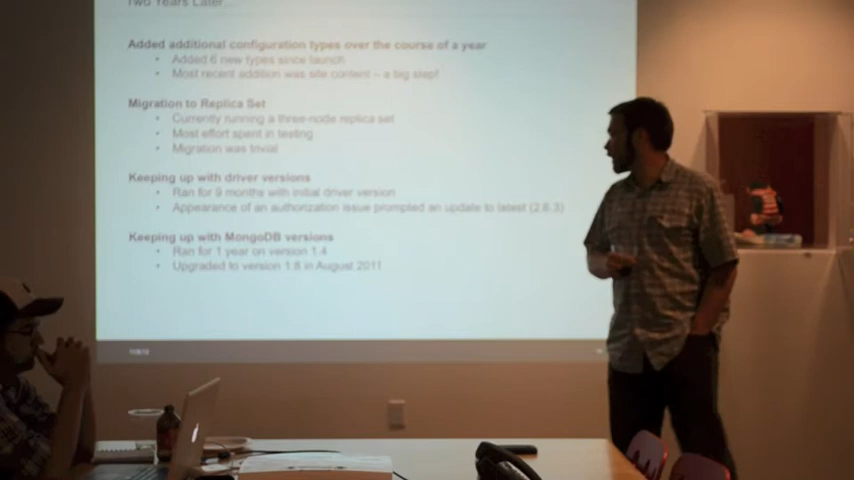 Two Years Later...
Added additional configuration types over the course of a year
• Added 6 new types since launch
• Most recent addition was site content – a big step!
Migration to Replica Set
• Currently running a three-node replica set
• Most effort spent in testing
• Migration was trivial
Keeping up with driver versions
• Ran for 9 months with initial driver version
• Appearance of an authorization issue prompted an update to latest (2.6.3)
Keeping up with MongoDB versions
• Ran for 1 year on version 1.4
• Upgraded to version 1.8 in August 2011